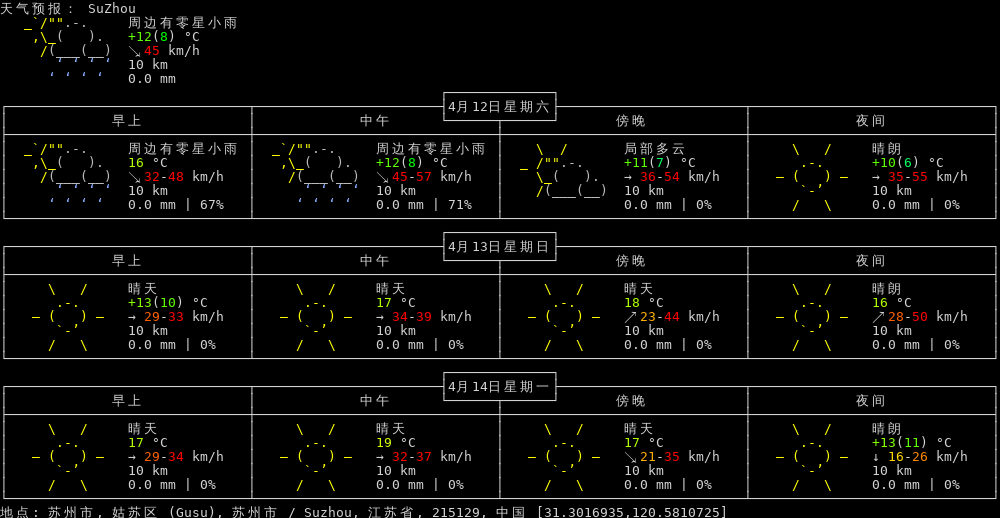 天气预报: SuZhou
周边有零星小雨
+12(8) °C
↘ 45 km/h
10 km
0.0 mm
4月12日星期六
早上 中午 傍晚 夜间
周边有零星小雨 周边有零星小雨 局部多云 晴朗
16 °C +12(8) °C +11(7) °C +10(6) °C
↘ 32-48 km/h ↘ 45-57 km/h → 36-54 km/h → 35-55 km/h
10 km 10 km 10 km 10 km
0.0 mm | 67% 0.0 mm | 71% 0.0 mm | 0% 0.0 mm | 0%
4月13日星期日
早上 中午 傍晚 夜间
晴天 晴天 晴天 晴朗
+13(10) °C 17 °C 18 °C 16 °C
→ 29-33 km/h → 34-39 km/h ↗ 23-44 km/h ↗ 28-50 km/h
10 km 10 km 10 km 10 km
0.0 mm | 0% 0.0 mm | 0% 0.0 mm | 0% 0.0 mm | 0%
4月14日星期一
早上 中午 傍晚 夜间
晴天 晴天 晴天 晴朗
17 °C 19 °C 17 °C +13(11) °C
→ 29-34 km/h → 32-37 km/h ↘ 21-35 km/h ↓ 16-26 km/h
10 km 10 km 10 km 10 km
0.0 mm | 0% 0.0 mm | 0% 0.0 mm | 0% 0.0 mm | 0%
地点: 苏州市, 姑苏区 (Gusu), 苏州市 / Suzhou, 江苏省, 215129, 中国 [31.3016935,120.5810725]